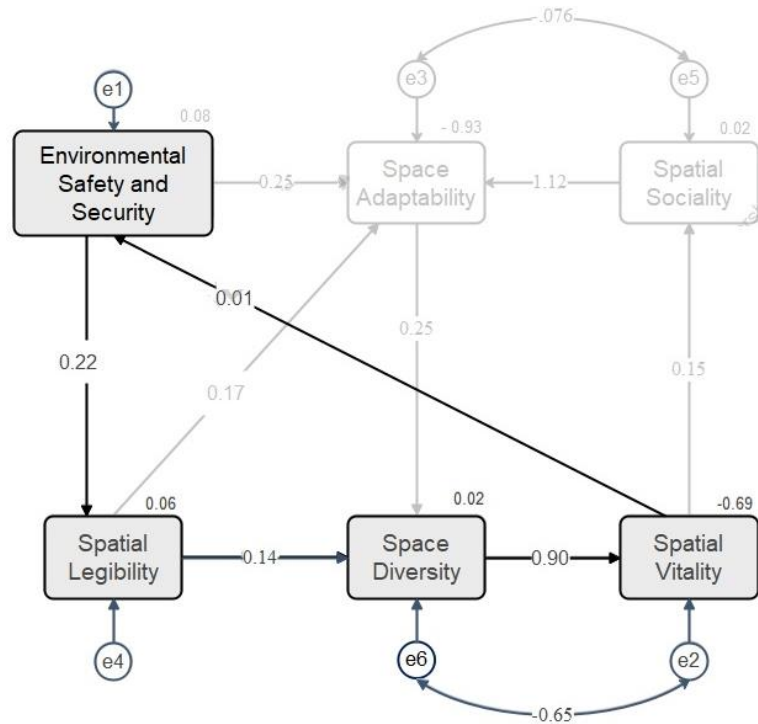 -.076
e3
e5
e1
0.08
- 0.93
0.02
Environmental
Safety and
Security
Space
Adaptability
Spatial
Sociality
0.25
1.12
0.01
0.25
0.22
0.17
0.15
0.06
0.02
-0.69
Spatial
Legibility
0.14
Space
Diversity
0.90
Spatial
Vitality
e4
e6
e2
-0.65